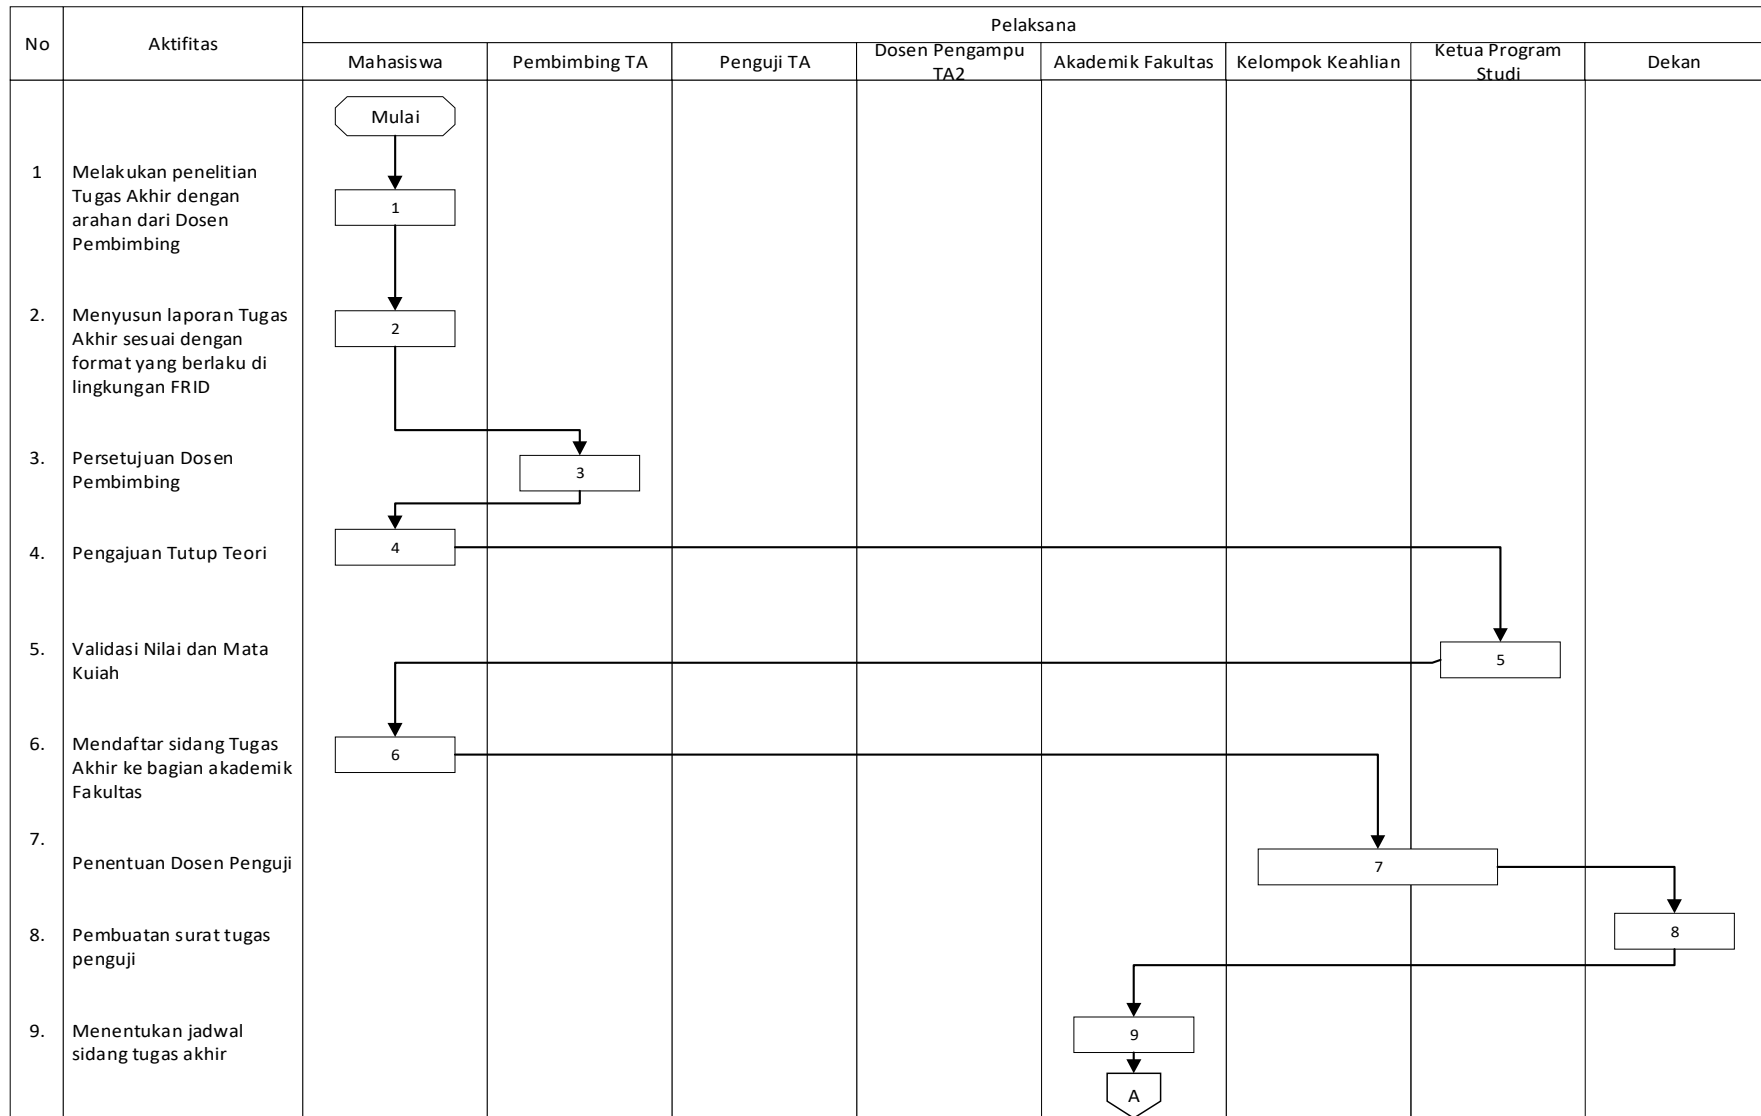 No
Aktifitas
Pelaksana
Mahasiswa
Pembimbing TA
Penguji TA
Dosen Pengampu
TA2
Akademik Fakultas
Kelompok Keahlian
Ketua Program
Studi
Dekan
Mulai
1
Melakukan penelitian
Tugas Akhir dengan
arahan dari Dosen
Pembimbing
1
2.
Menyusun laporan Tugas
Akhir sesuai dengan
format yang berlaku di
lingkungan FRID
2
3.
Persetujuan Dosen
Pembimbing
3
4.
Pengajuan Tutup Teori
4
5.
Validasi Nilai dan Mata
Kuiah
5
6.
Mendaftar sidang Tugas
Akhir ke bagian akademik
Fakultas
6
7.
Penentuan Dosen Penguji
7
8.
Pembuatan surat tugas
penguji
8
9.
Menentukan jadwal
sidang tugas akhir
9
A